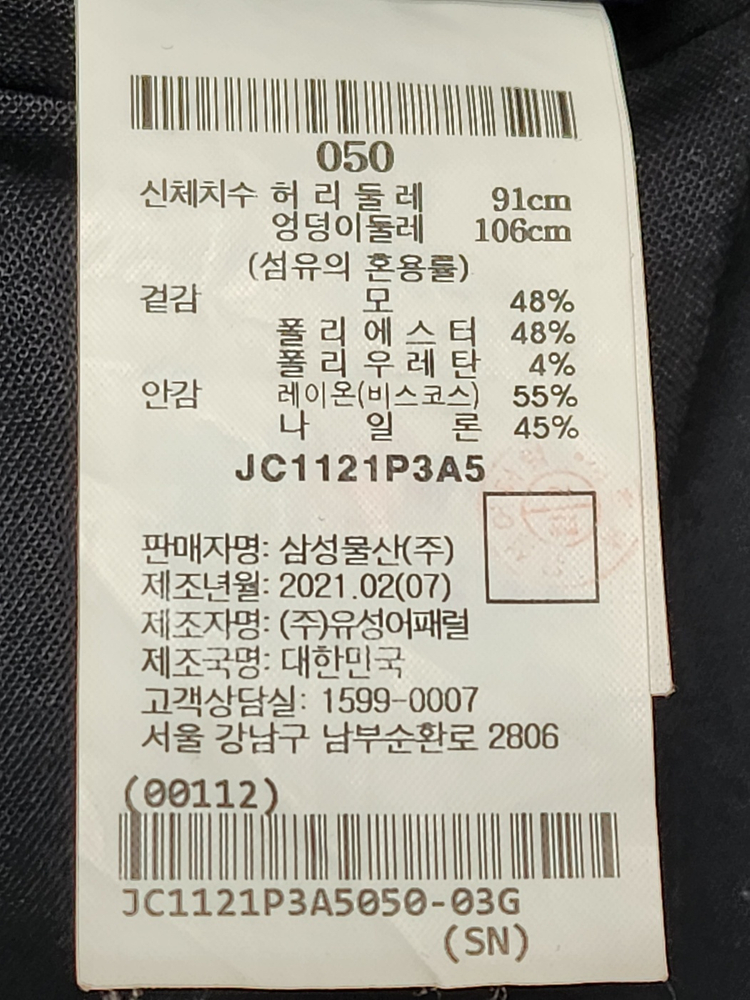 050
신체치수 허 리 둘 레 91cm
엉덩이둘레 106cm
(섬유의 혼용률)
겉감 모 48%
폴 리 에 스 터 48%
폴 리 우 레 탄 4%
안감 레이온(비스코스) 55%
나 일 론 45%
JC1121P3A5
판매자명: 삼성물산(주)
제조년월: 2021.02(07)
제조자명: (주)유성어패럴
제조국명: 대한민국
고객상담실: 1599-0007
서울 강남구 남부순환로 2806
(00112)
JC1121P3A5050-03G
(SN)